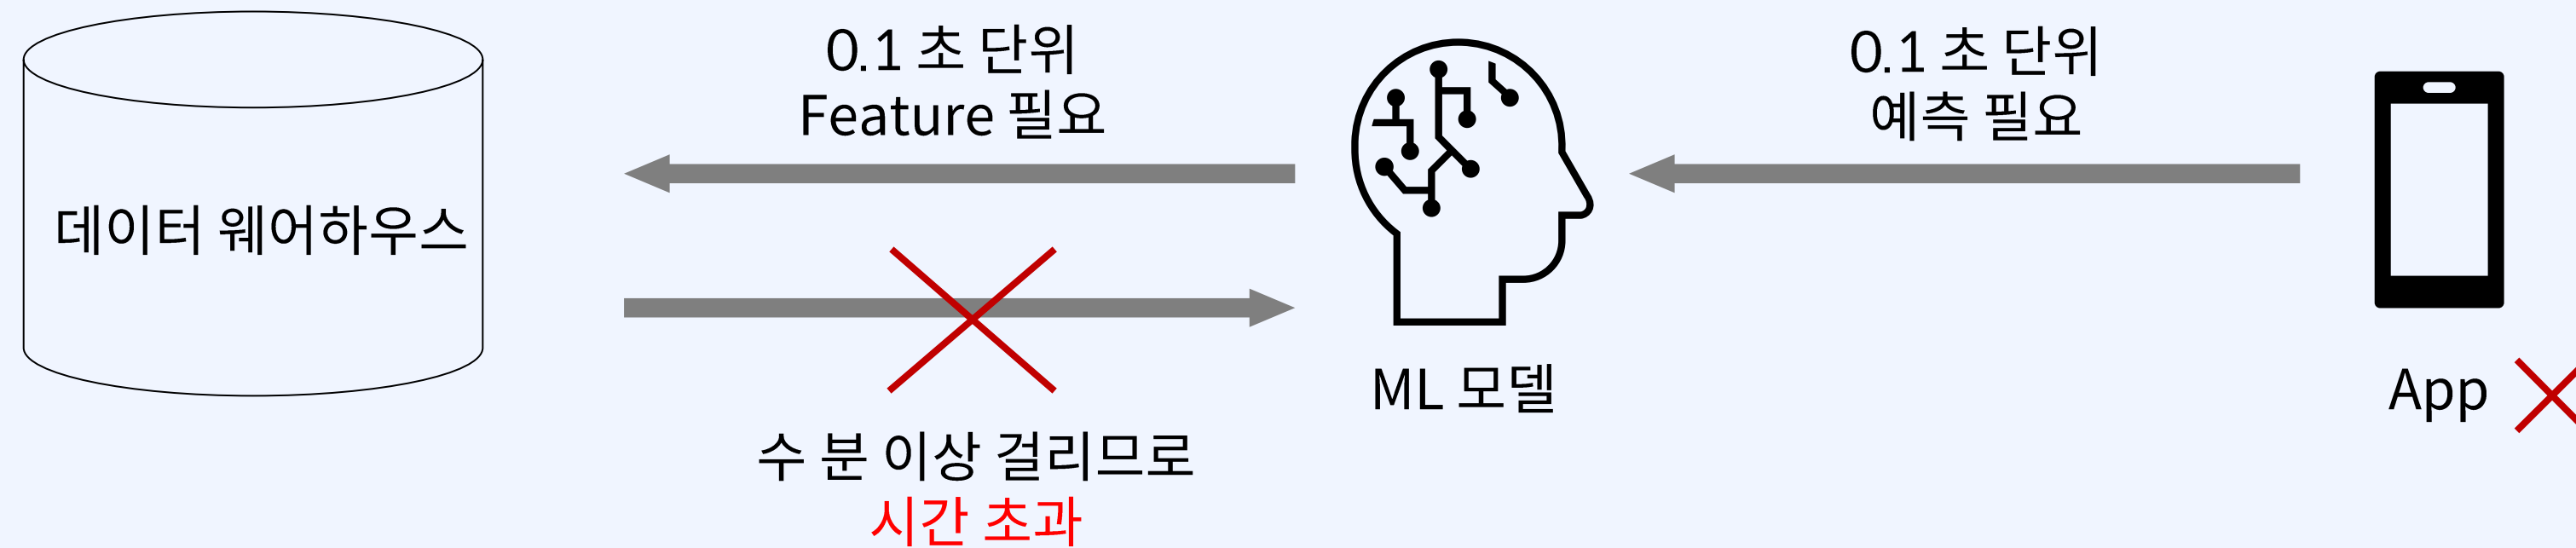 0.1 초 단위
Feature 필요
0.1 초 단위
예측 필요
데이터 웨어하우스
ML 모델
App
수 분 이상 걸리므로
시간 초과